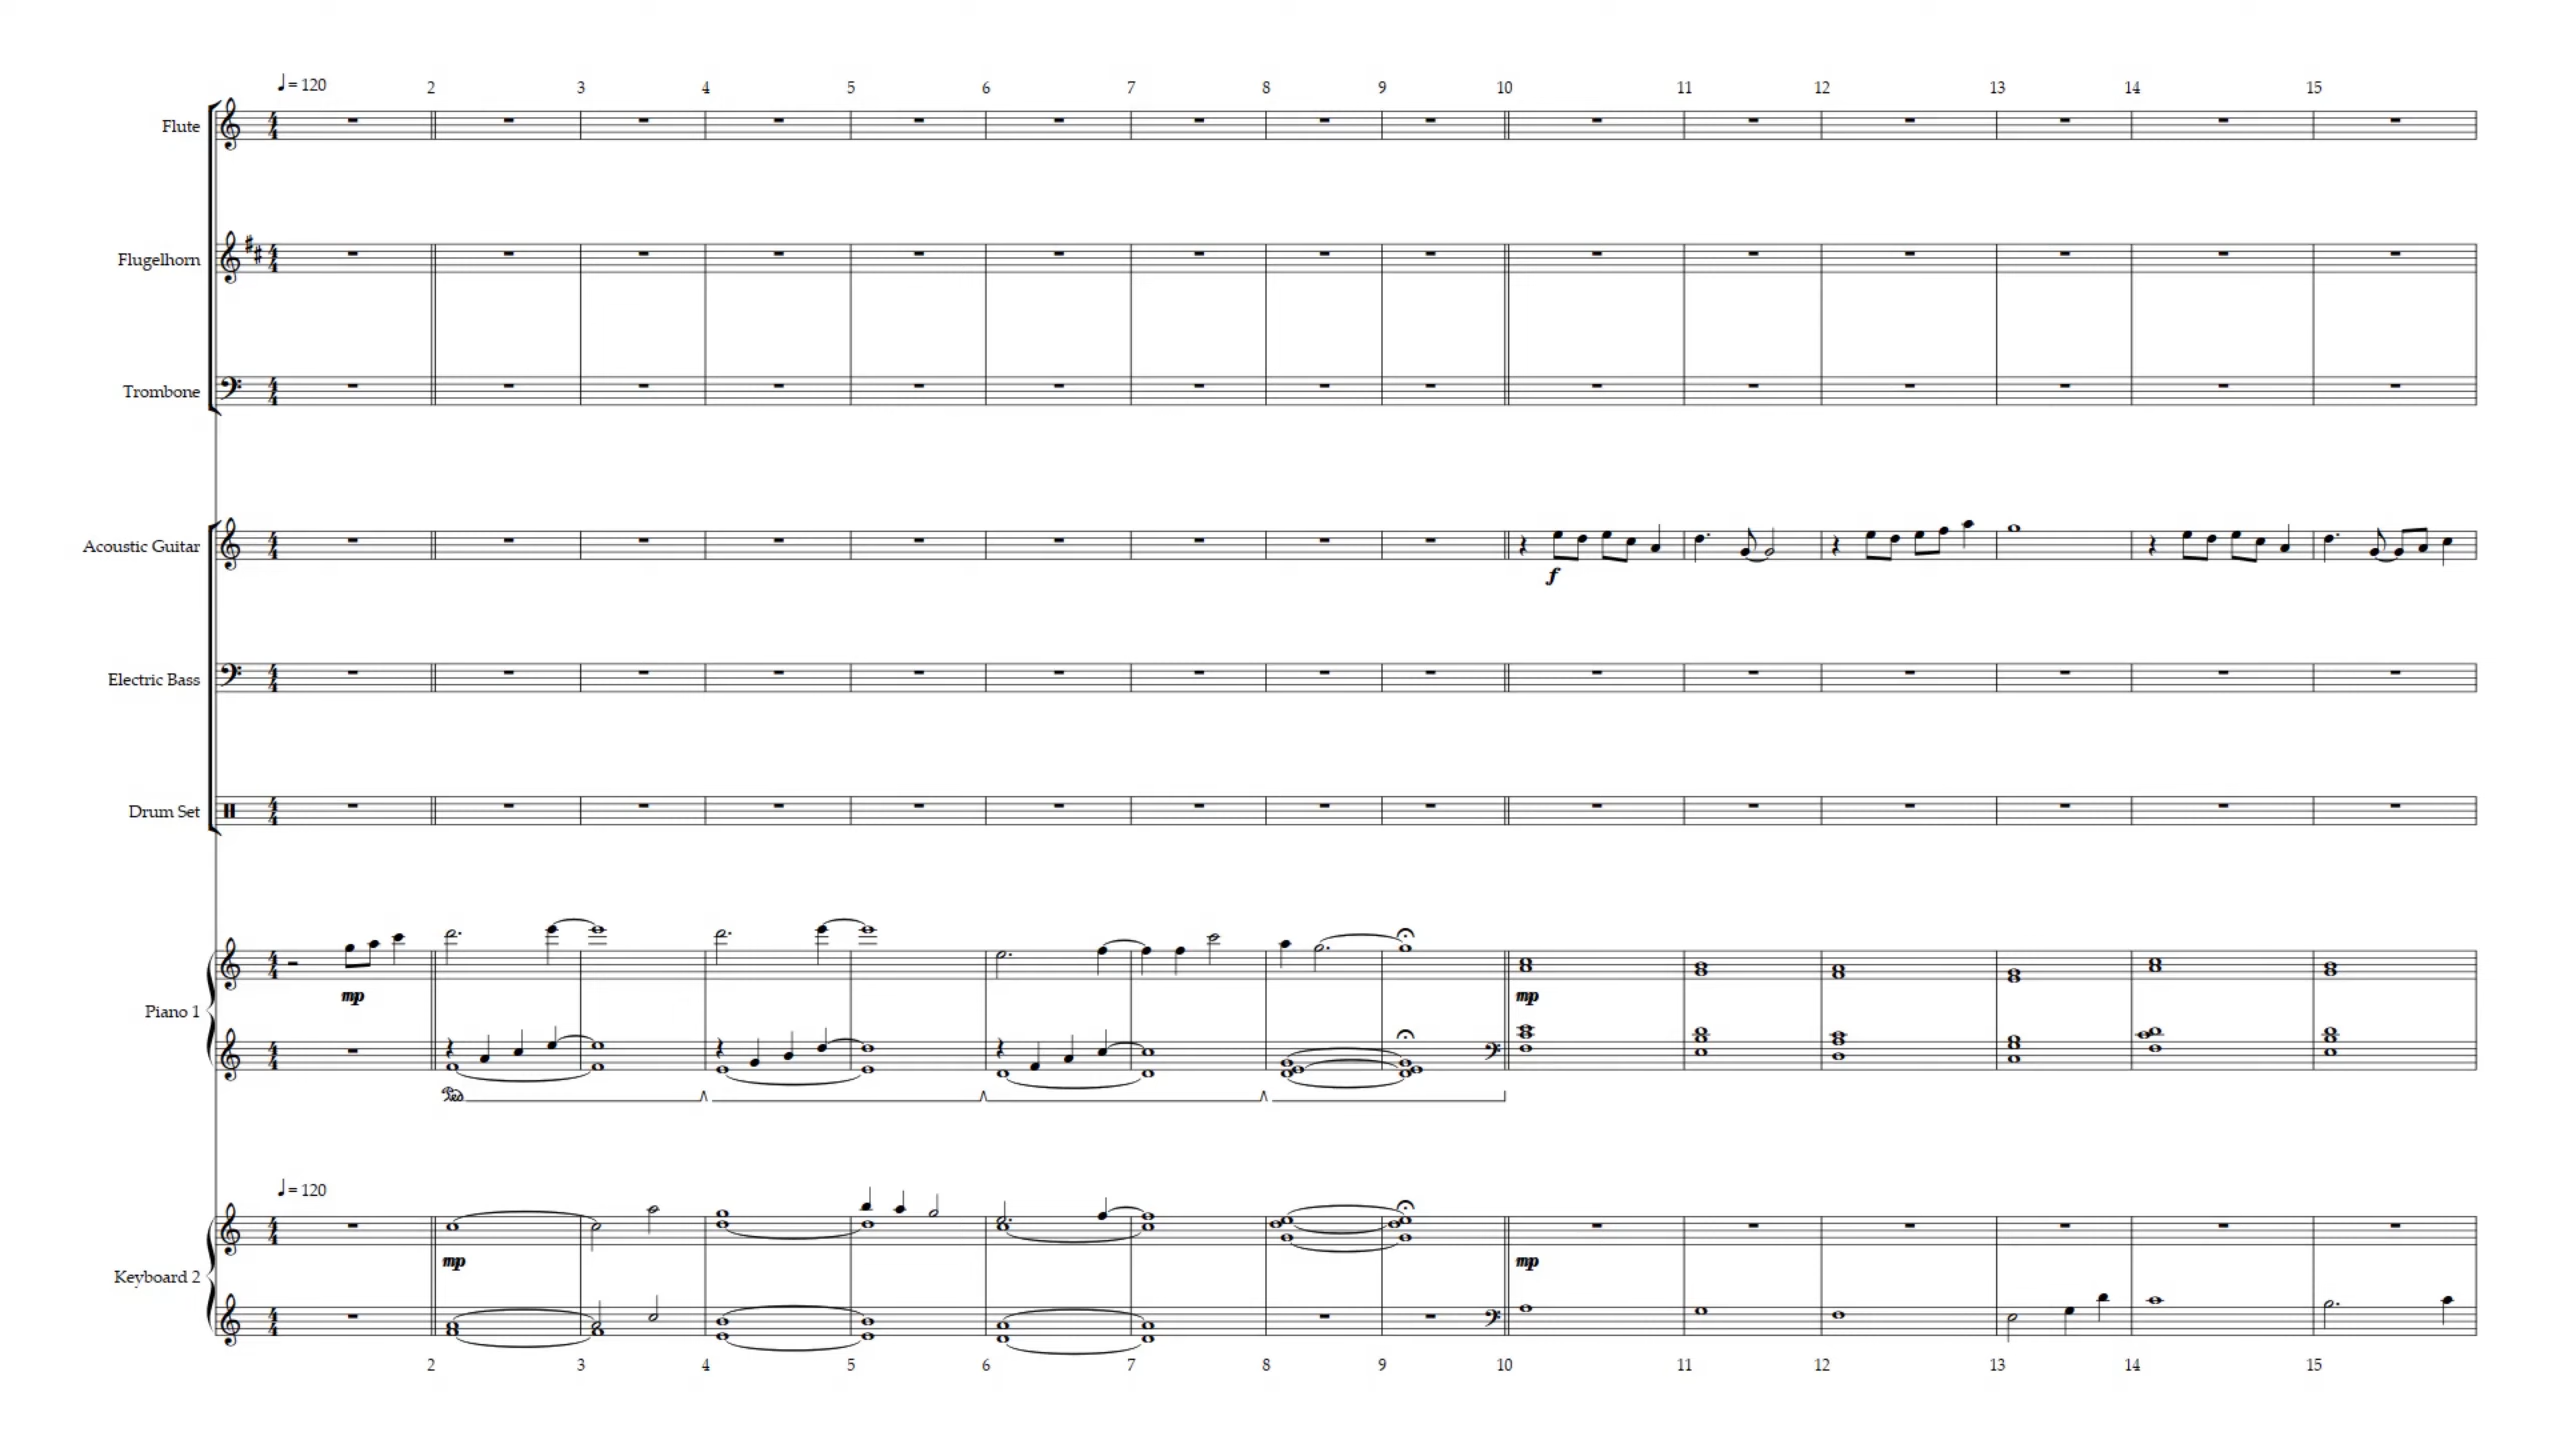 ♩= 120
2 3 4 5 6 7 8 9 10 11 12 13 14 15
Flute
Flugelhorn
Trombone
Acoustic Guitar
f
Electric Bass
Drum Set
mp mp
Piano 1
Ped
♩= 120
mp mp
Keyboard 2
2 3 4 5 6 7 8 9 10 11 12 13 14 15